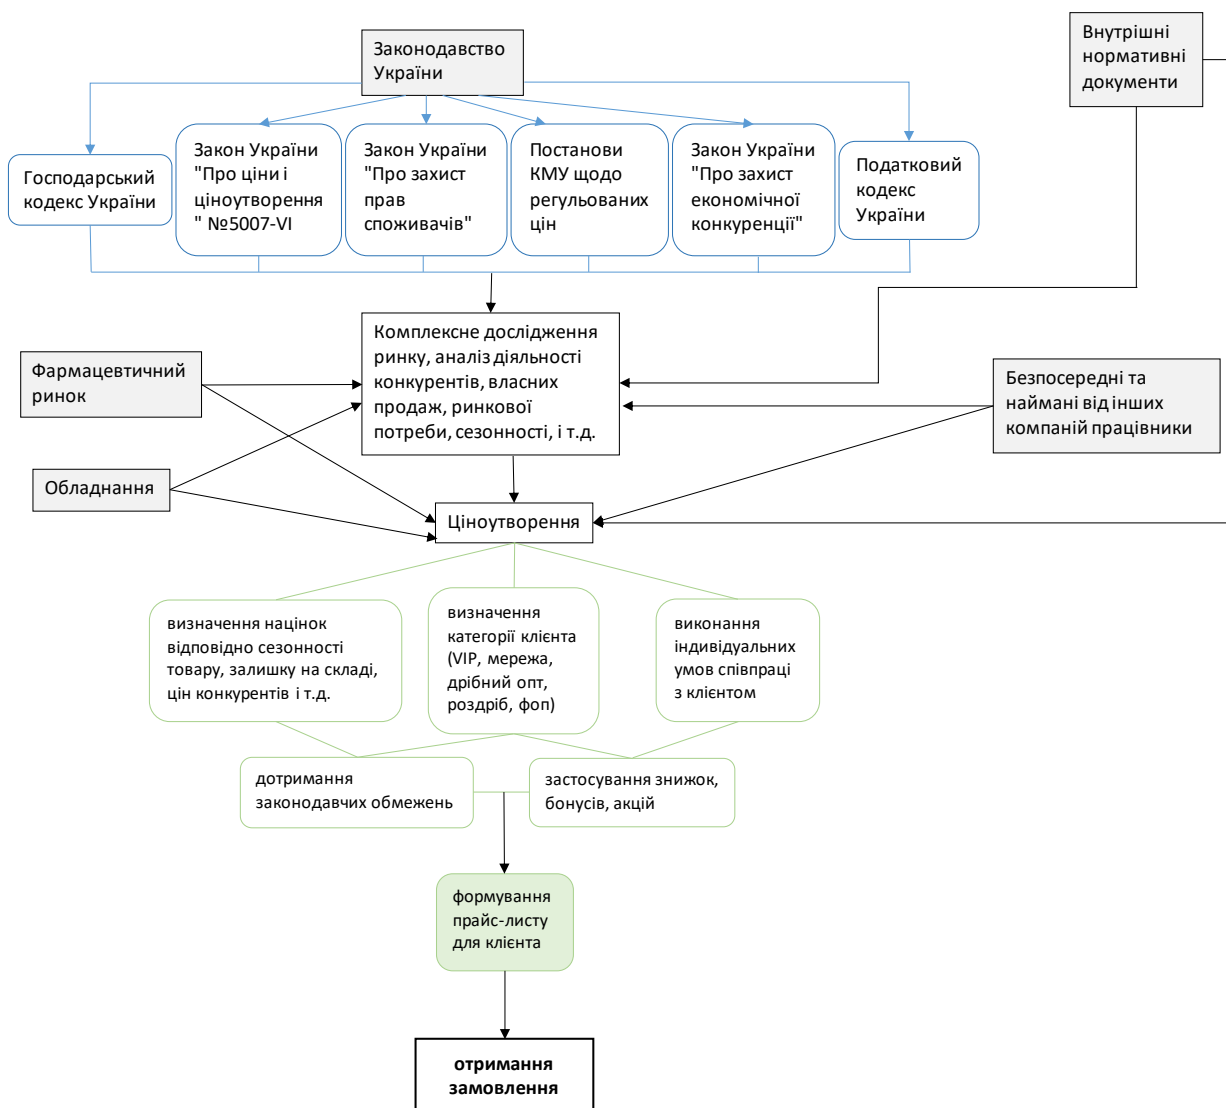 Законодавство
України
Внутрішні
нормативні
документи
Господарський
кодекс України
Закон України
"Про ціни і
ціноутворення
" №5007-VI
Закон України
"Про захист
прав
споживачів"
Постанови
КМУ щодо
регульованих
цін
Закон України
"Про захист
економічної
конкуренції"
Податковий
кодекс
України
Комплексне дослідження
ринку, аналіз діяльності
конкурентів, власних
продаж, ринкової
потреби, сезонності, і т.д.
Фармацевтичний
ринок
Безпосередні та
наймані від інших
компаній працівники
Обладнання
Ціноутворення
визначення націнок
відповідно сезонності
товару, залишку на складі,
цін конкурентів і т.д.
визначення
категорії клієнта
(VIP, мережа,
дрібний опт,
роздріб, фоп)
виконання
індивідуальних
умов співпраці
з клієнтом
дотримання
законодавчих обмежень
застосування знижок,
бонусів, акцій
формування
прайс-листу
для клієнта
отримання
замовлення